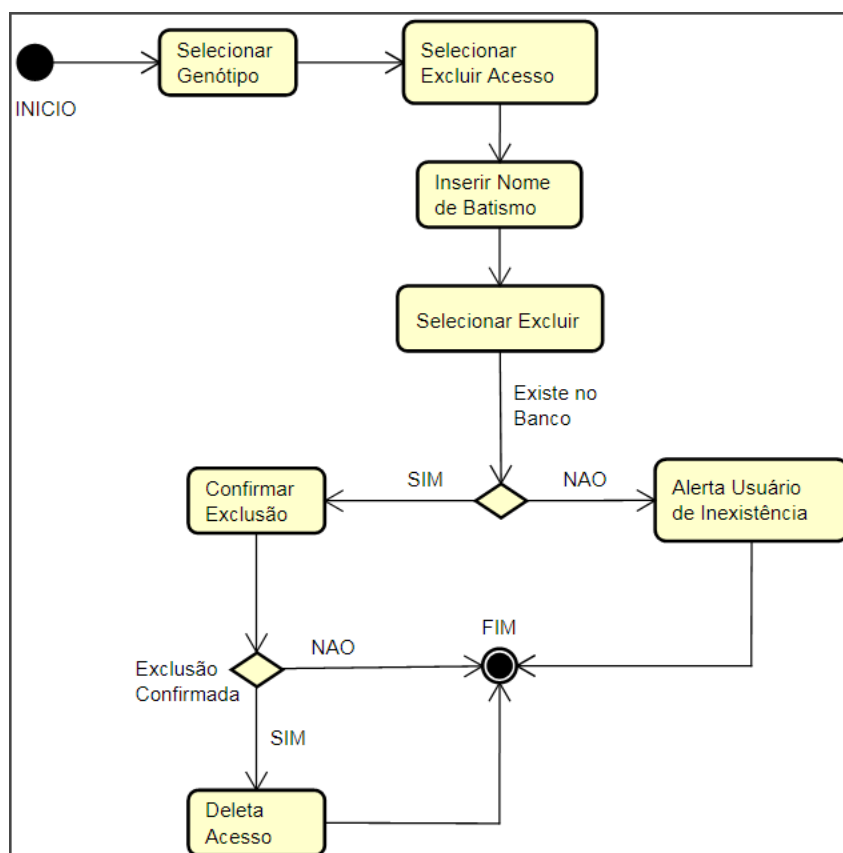 Selecionar
Genótipo
Selecionar
Excluir Acesso
INICIO
Inserir Nome
de Batismo
Selecionar Excluir
Existe no
Banco
SIM
NAO
Confirmar
Exclusão
Alerta Usuário
de Inexistência
FIM
NAO
Exclusão
Confirmada
SIM
Deleta
Acesso